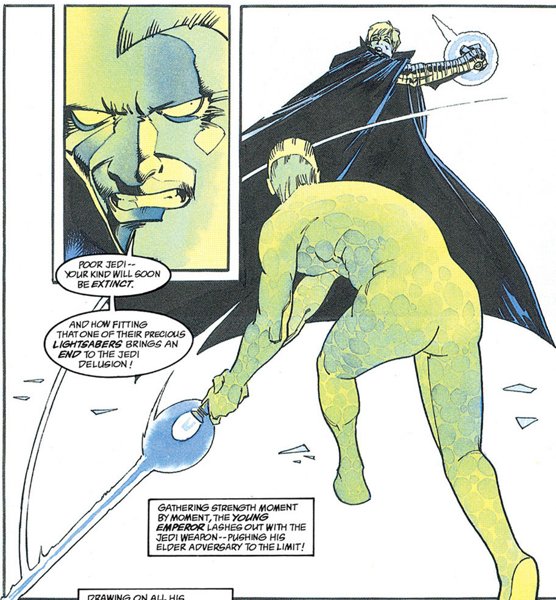 POOR JEDI--
YOUR KIND WILL SOON
BE EXTINCT.
AND HOW FITTING
THAT ONE OF THEIR PRECIOUS
LIGHTSABERS BRINGS AN
END TO THE JEDI
DELUSION!
GATHERING STRENGTH MOMENT
BY MOMENT, THE YOUNG
EMPEROR LASHES OUT WITH THE
JEDI WEAPON--PUSHING HIS
ELDER ADVERSARY TO THE LIMIT!
DRAWING ON ALL HIS